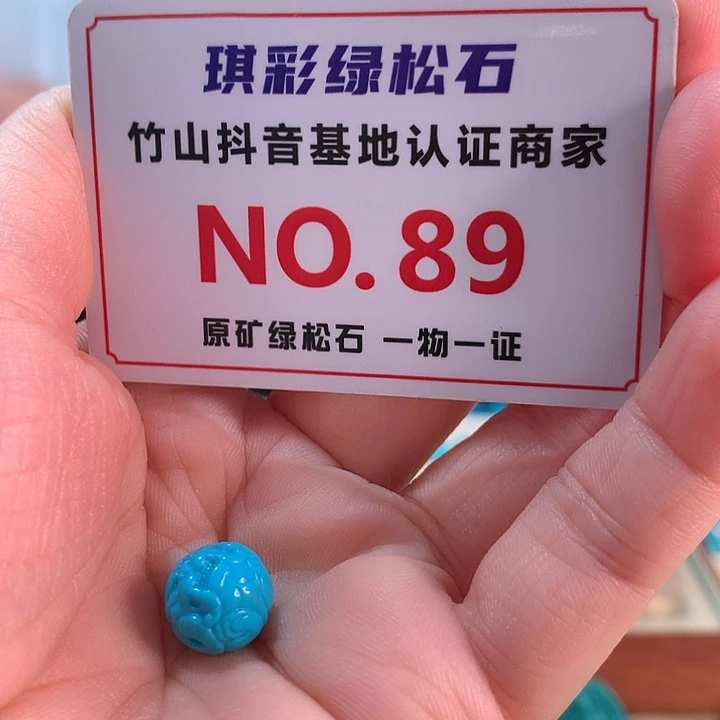 琪彩绿松石
竹山抖音基地认证商家
NO.89
原矿绿松石 一物一证